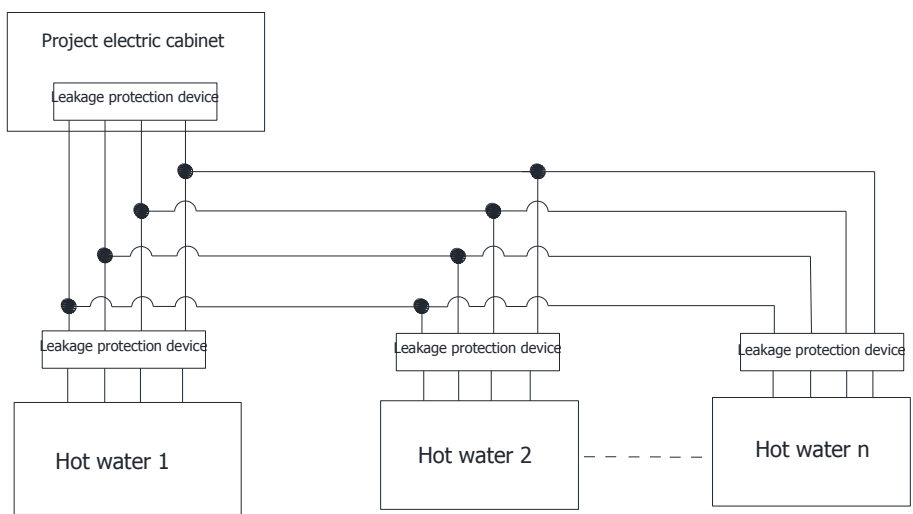 Project electric cabinet
Leakage protection device
Leakage protection device
Leakage protection device
Leakage protection device
Hot water 1
Hot water 2
Hot water n